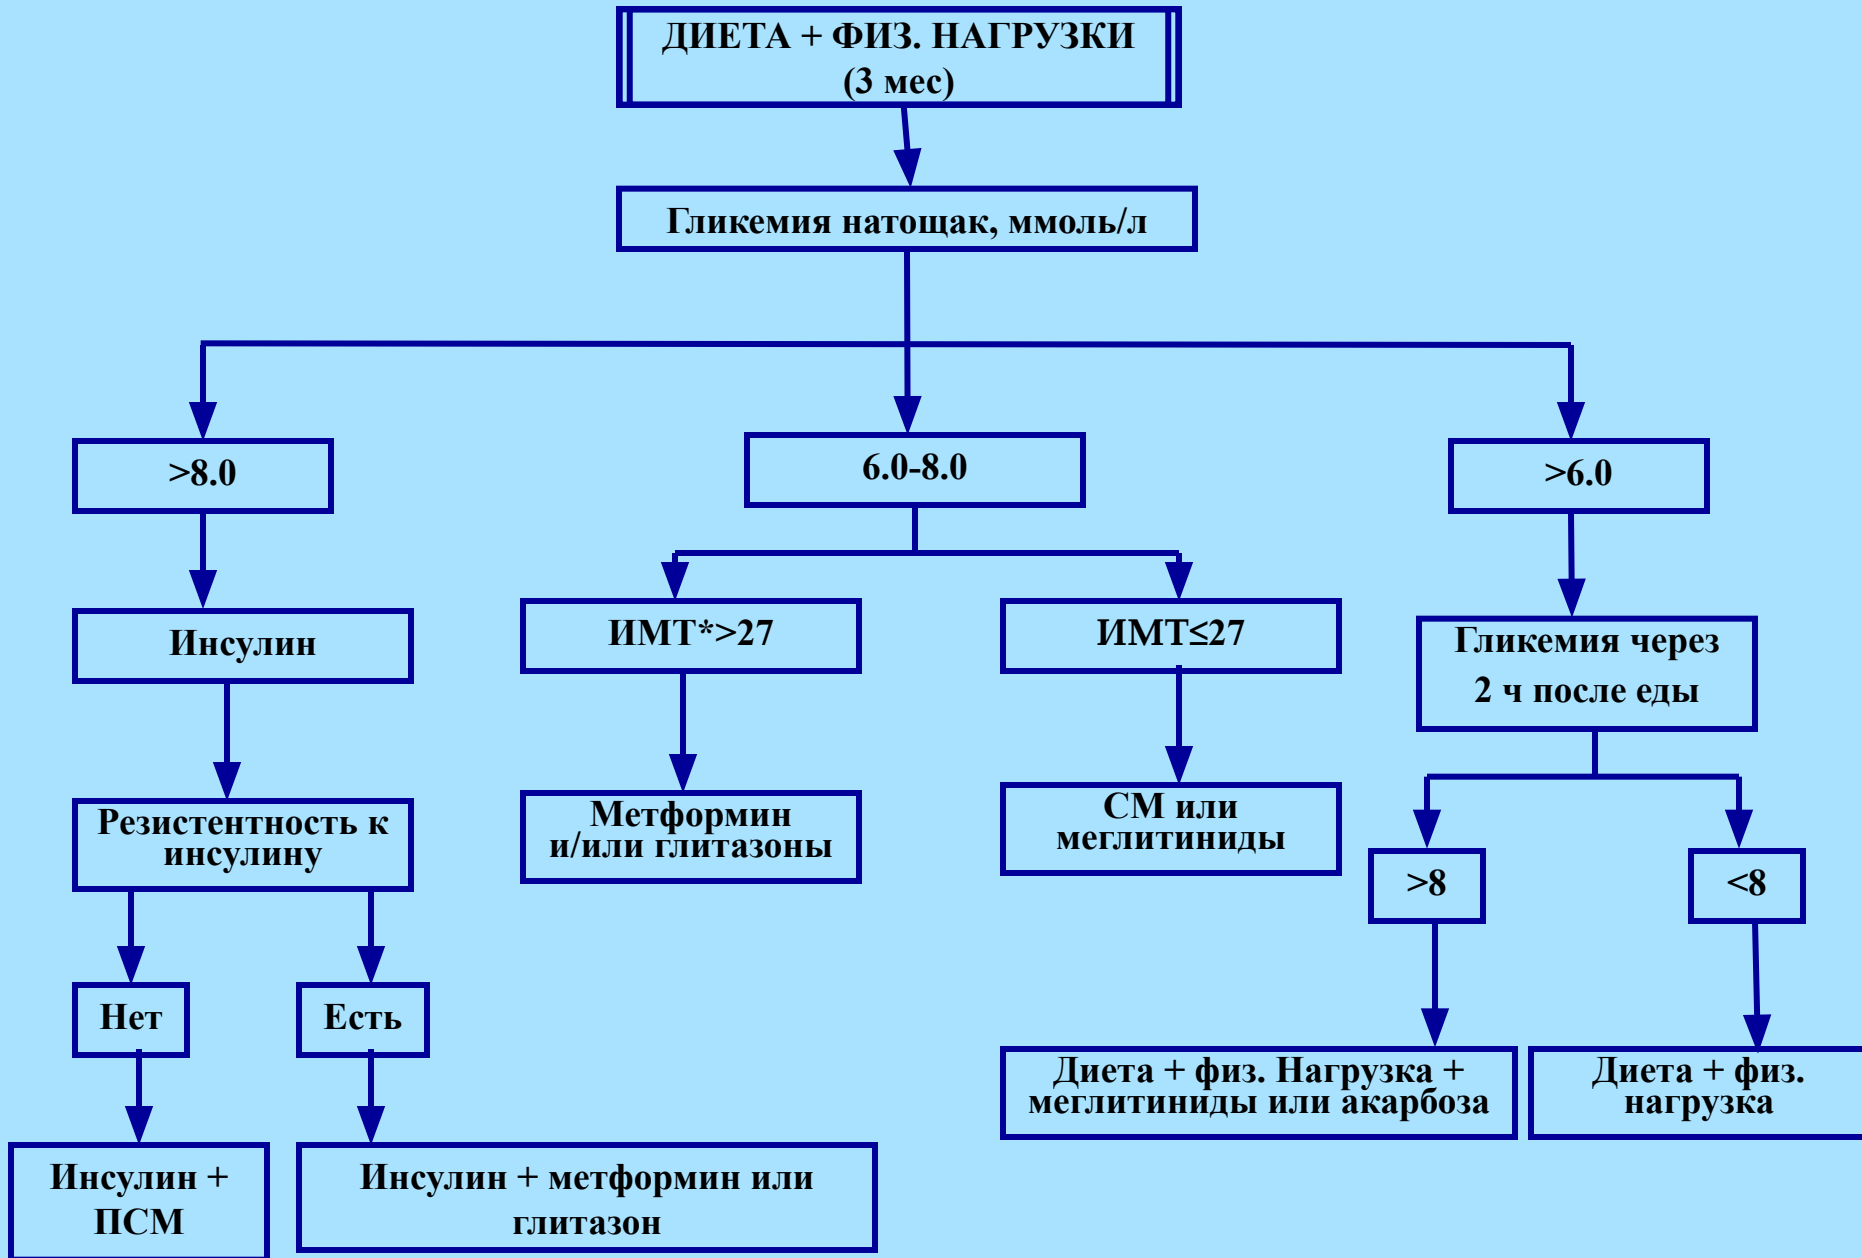 ДИЕТА + ФИЗ. НАГРУЗКИ
(3 мес)
Гликемия натощак, ммоль/л
>8.0
6.0-8.0
>6.0
Инсулин
ИМТ*>27
ИМТ≤27
Гликемия через
2 ч после еды
Резистентность к
инсулину
Метформин
и/или глитазоны
СМ или
меглитиниды
>8
<8
Нет
Есть
Диета + физ. Нагрузка +
меглитиниды или акарбоза
Диета + физ.
нагрузка
Инсулин +
ПСМ
Инсулин + метформин или
глитазон